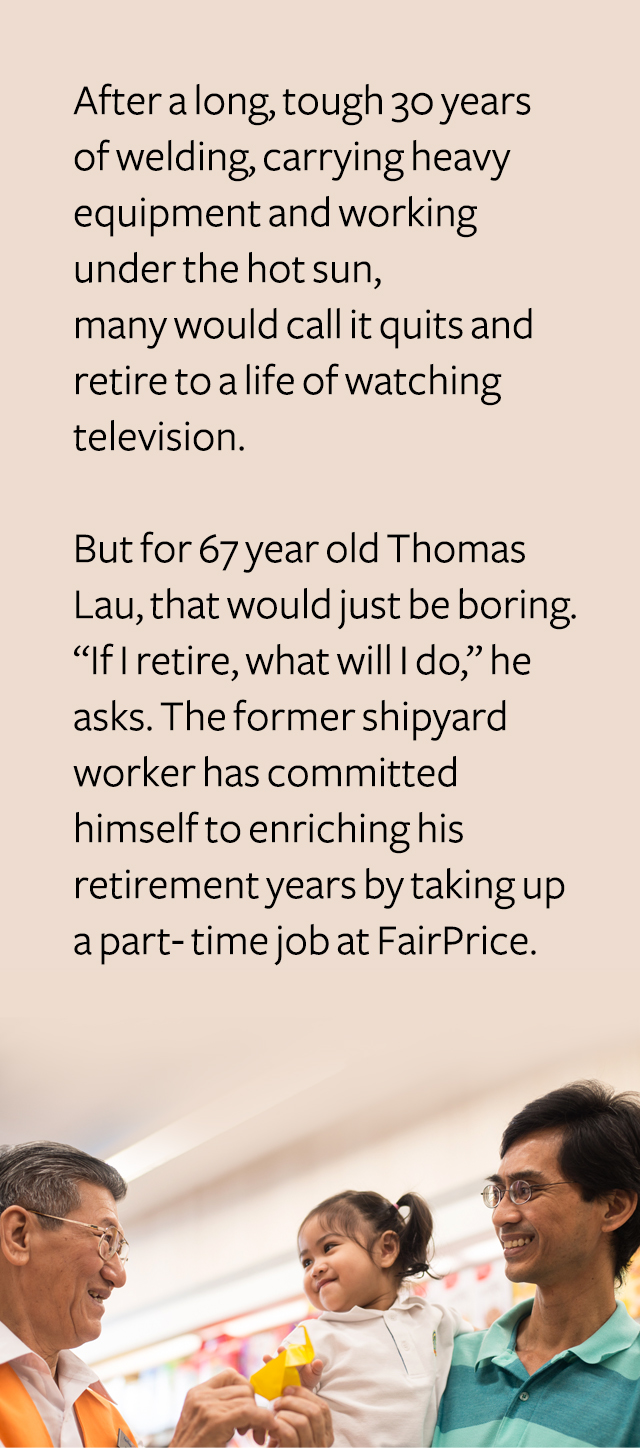 After a long, tough 30 years
of welding, carrying heavy
equipment and working
under the hot sun,
many would call it quits and
retire to a life of watching
television.
But for 67 year old Thomas
Lau, that would just be boring.
“If I retire, what will I do,” he
asks. The former shipyard
worker has committed
himself to enriching his
retirement years by taking up
a part- time job at FairPrice.